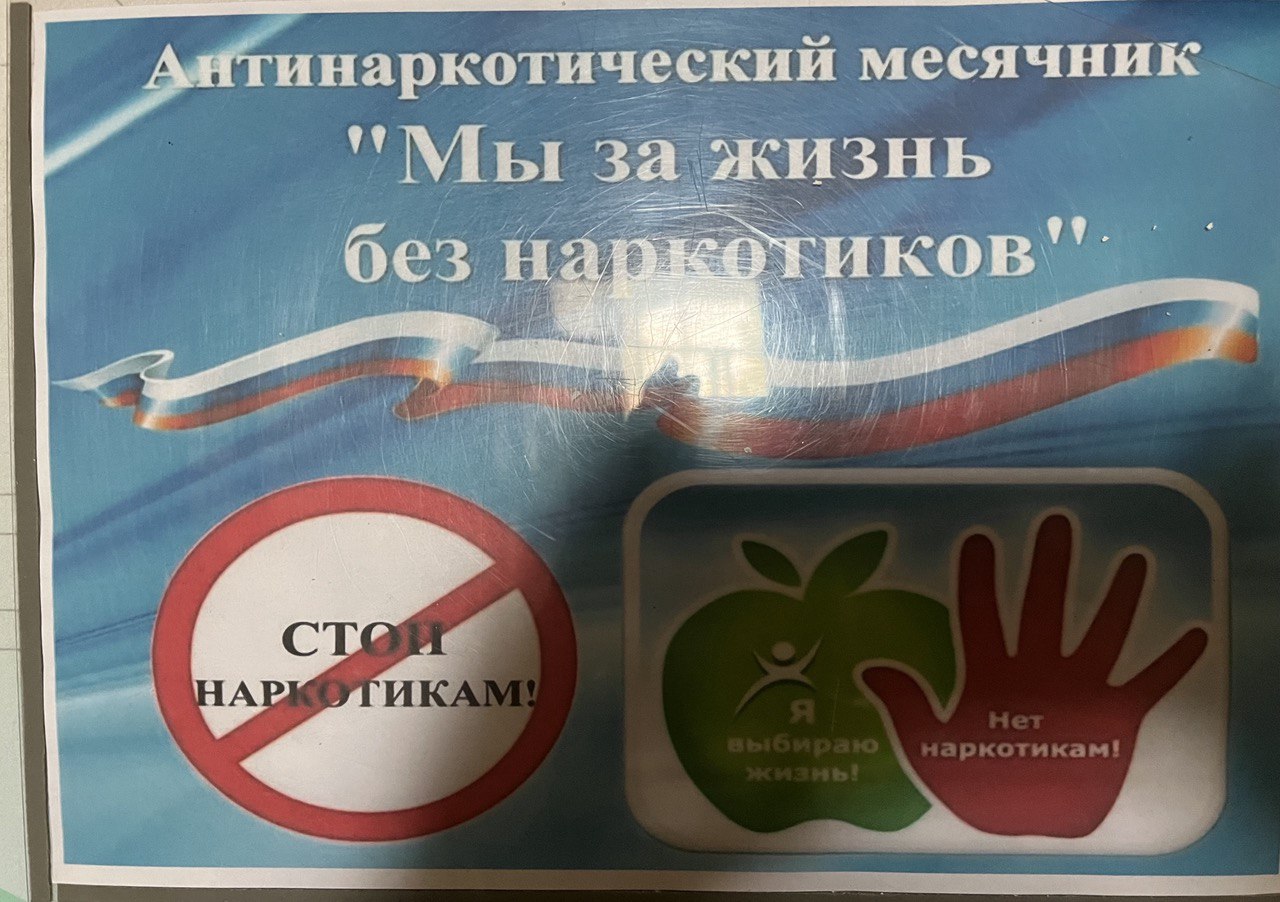 Антинаркотический месячник
"Мы за жизнь
без наркотиков"
СТОП
НАРКОТИКАМ!
Я
выбираю
жизнь!
Нет
наркотикам!